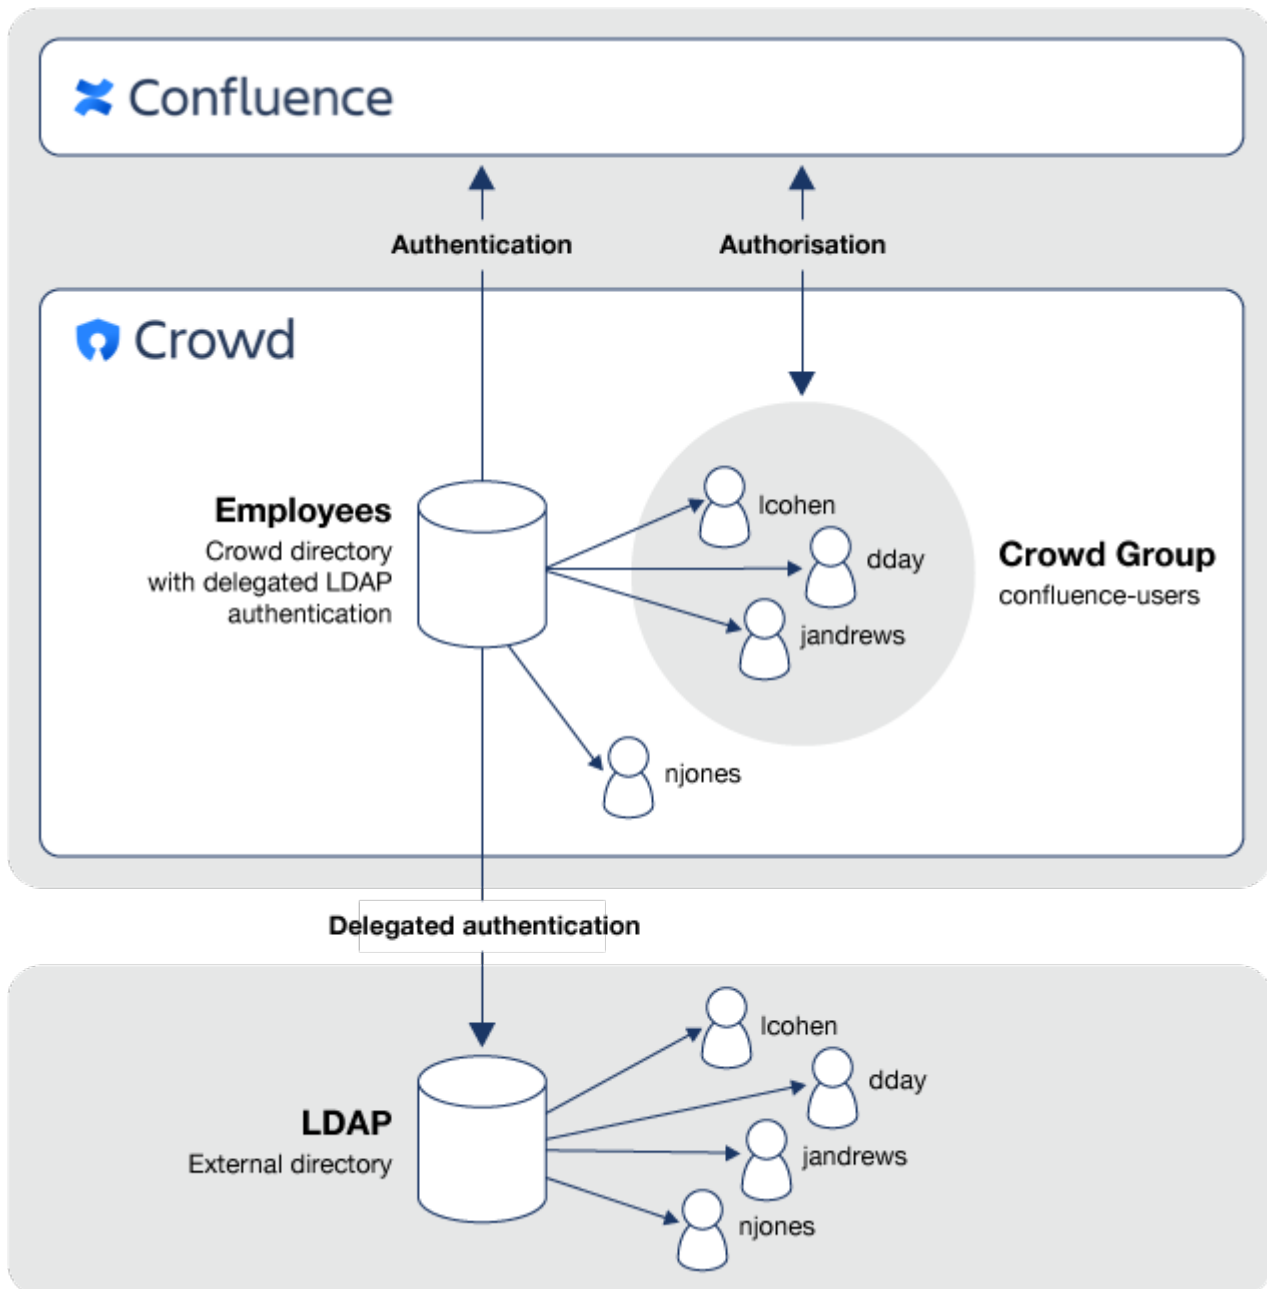 Confluence
Authentication
Authorisation
Crowd
Employees
Crowd directory
with delegated LDAP
authentication
lcohen
dday
jandrews
njones
Crowd Group
confluence-users
Delegated authentication
LDAP
External directory
lcohen
dday
jandrews
njones